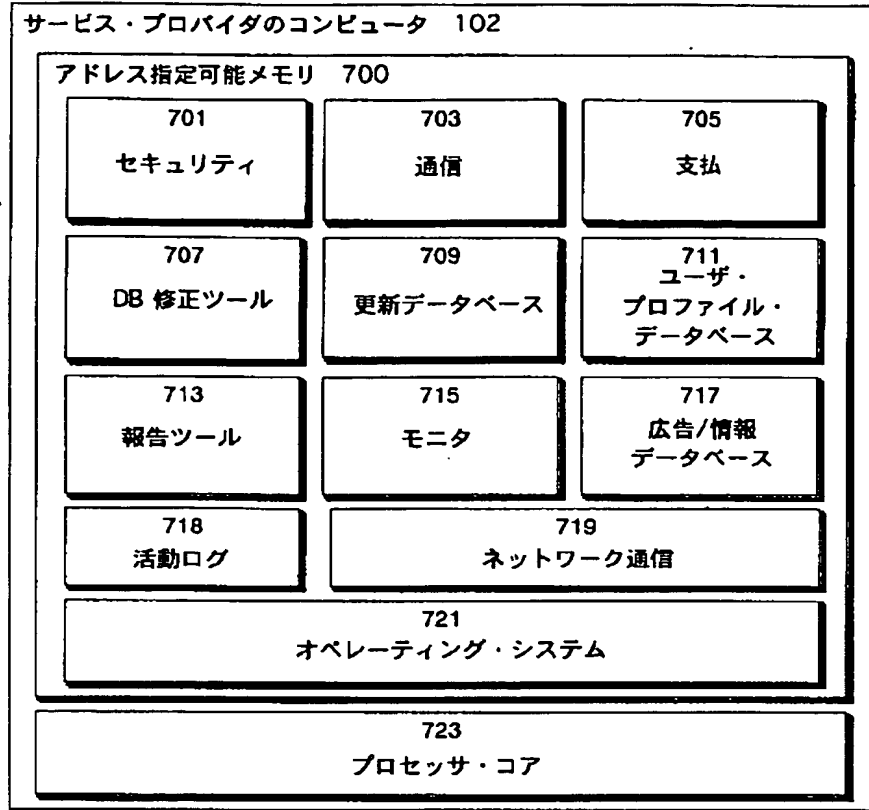 サービス・プロバイダのコンピュータ 102
アドレス指定可能メモリ 700
701
セキュリティ
703
通信
705
支払
707
DB 修正ツール
709
更新データベース
711
ユーザ・
プロファイル・
データベース
713
報告ツール
715
モニタ
717
広告/情報
データベース
718
活動ログ
719
ネットワーク通信
721
オペレーティング・システム
723
プロセッサ・コア